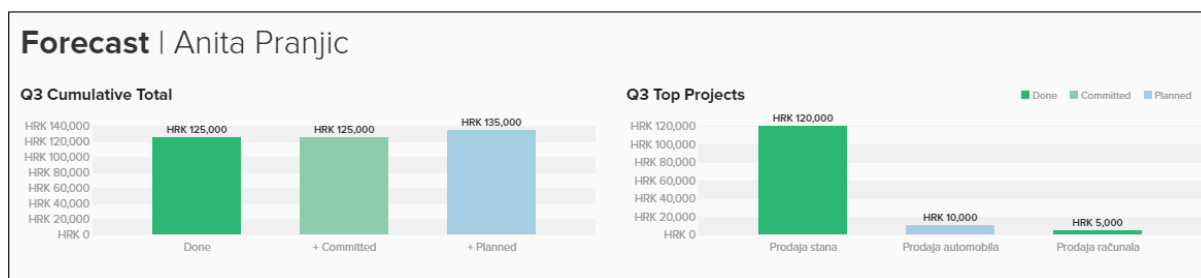 Forecast | Anita Pranjic
Q3 Cumulative Total
HRK 140,000
HRK 120,000
HRK 100,000
HRK 80,000
HRK 60,000
HRK 40,000
HRK 20,000
HRK 0
HRK 125,000
HRK 125,000
HRK 135,000
Done
+ Committed
+ Planned
Q3 Top Projects
Done
Committed
Planned
HRK 120,000
HRK 100,000
HRK 80,000
HRK 60,000
HRK 40,000
HRK 20,000
HRK 0
HRK 120,000
HRK 10,000
HRK 5,000
Prodaja stana
Prodaja automobila
Prodaja računala